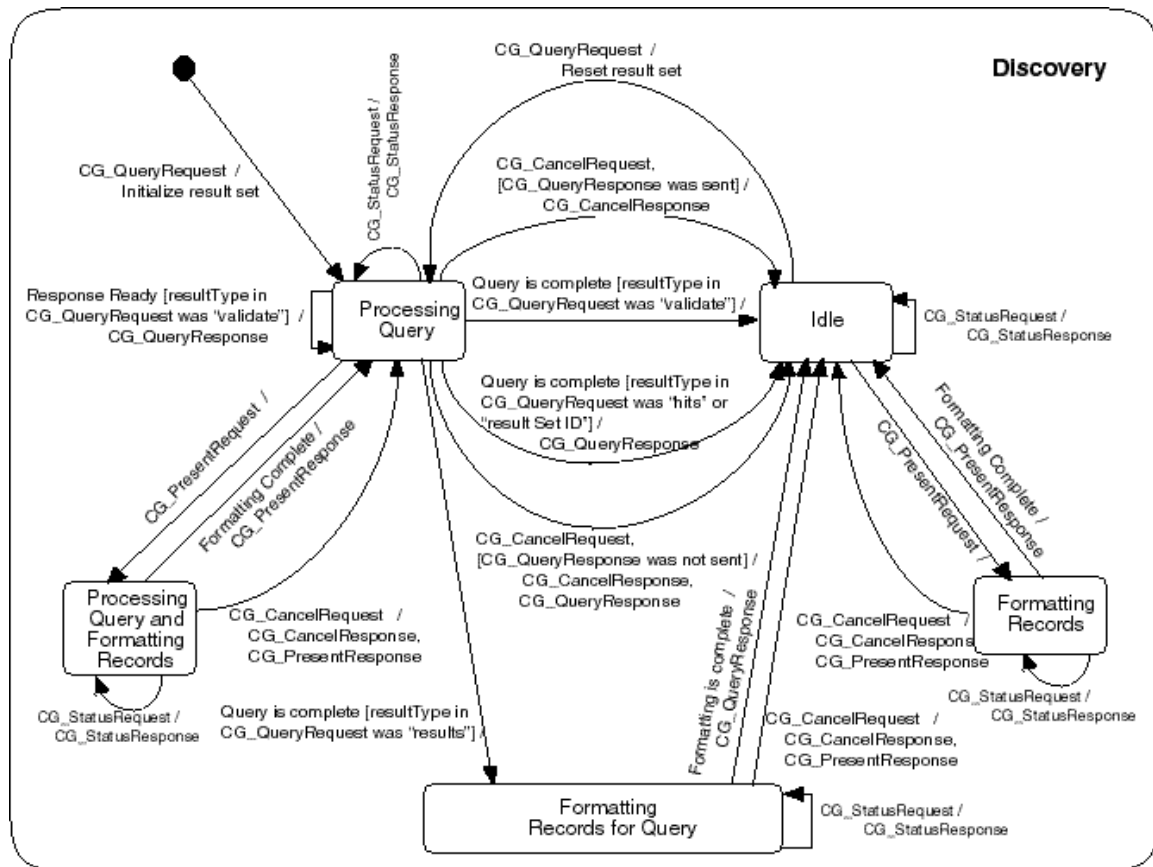 Discovery
CG_QueryRequest /
Reset result set
CG_StatusRequest /
CG_StatusResponse
CG_QueryRequest /
Initialize result set
CG_CancelRequest,
[CG_QueryResponse was sent] /
CG_CancelResponse
Response Ready [resultType in
CG_QueryRequest was “validate”] /
CG_QueryResponse
Processing
Query
Query is complete [resultType in
CG_QueryRequest was “validate”] /
Idle
CG_StatusRequest /
CG_StatusResponse
Query is complete [resultType in
CG_QueryRequest was “hits” or
“result Set ID”] /
CG_QueryResponse
CG_PresentRequest /
Formatting Complete /
CG_PresentResponse
Formatting Complete /
CG_PresentResponse
CG_PresentRequest /
CG_CancelRequest,
[CG_QueryResponse was not sent] /
CG_CancelResponse,
CG_QueryResponse
Processing
Query and
Formatting
Records
CG_CancelRequest /
CG_CancelResponse,
CG_PresentResponse
Formatting
Records
CG_CancelRequest /
CG_CancelRespons
CG_PresentResponse
CG_StatusRequest /
CG_StatusResponse
CG_StatusRequest /
CG_StatusResponse
Query is complete [resultType in
CG_QueryRequest was “results”] /
Formatting is complete /
CG_QueryResponse
CG_CancelRequest /
CG_CancelResponse,
CG_PresentResponse
Formatting
Records for Query
CG_StatusRequest /
CG_StatusResponse